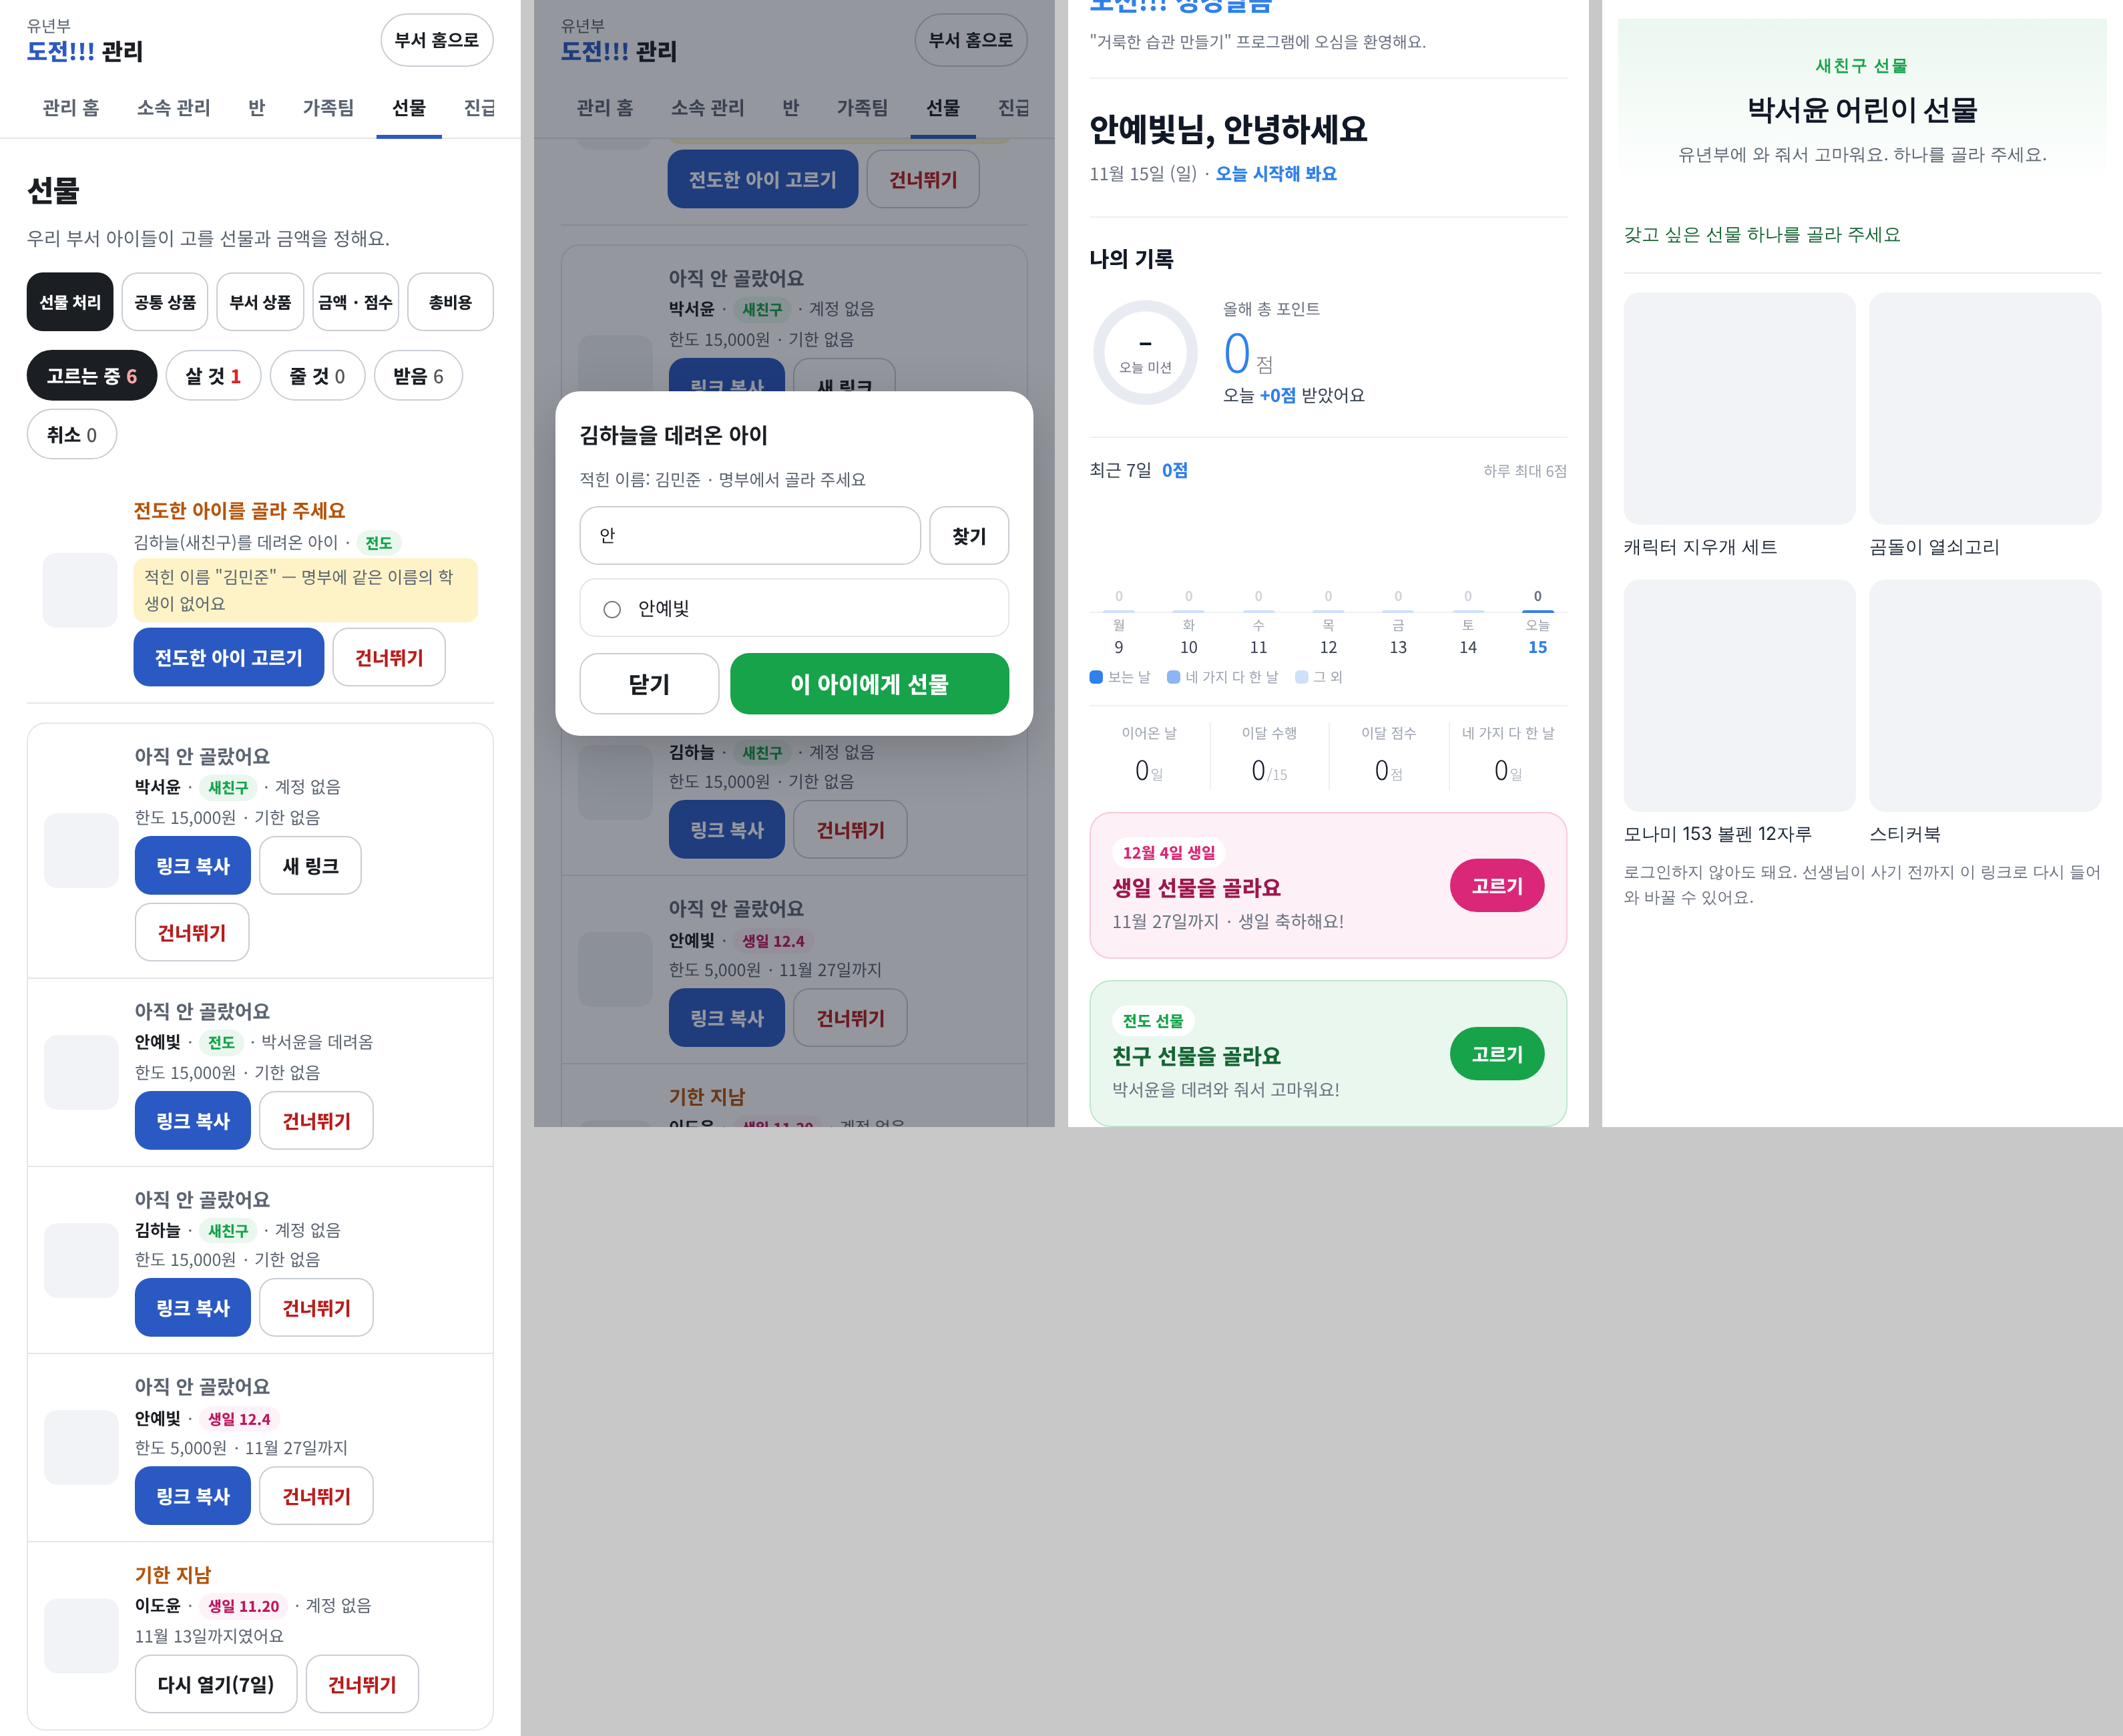 유년부
도전!!! 관리
부서 홈으로
관리 홈 소속 관리 반 가족팀 선물 진급
선물
우리 부서 아이들이 고를 선물과 금액을 정해요.
선물 처리 공통 상품 부서 상품 금액 · 점수 총비용
고르는 중 6 살 것 1 줄 것 0 받음 6
취소 0
전도한 아이를 골라 주세요
김하늘(새친구)를 데려온 아이 · 전도
적힌 이름 "김민준" — 명부에 같은 이름의 학
생이 없어요
전도한 아이 고르기 건너뛰기
아직 안 골랐어요
박서윤 · 새친구 · 계정 없음
한도 15,000원 · 기한 없음
링크 복사 새 링크
건너뛰기
아직 안 골랐어요
안예빛 · 전도 · 박서윤을 데려옴
한도 15,000원 · 기한 없음
링크 복사 건너뛰기
아직 안 골랐어요
김하늘 · 새친구 · 계정 없음
한도 15,000원 · 기한 없음
링크 복사 건너뛰기
아직 안 골랐어요
안예빛 · 생일 12.4
한도 5,000원 · 11월 27일까지
링크 복사 건너뛰기
기한 지남
이도윤 · 생일 11.20 · 계정 없음
11월 13일까지였어요
다시 열기(7일) 건너뛰기
유년부
도전!!! 관리
부서 홈으로
관리 홈 소속 관리 반 가족팀 선물 진급
전도한 아이 고르기 건너뛰기
아직 안 골랐어요
박서윤 · 새친구 · 계정 없음
한도 15,000원 · 기한 없음
링크 복사 새 링크
김하늘을 데려온 아이
적힌 이름: 김민준 · 명부에서 골라 주세요
안 찾기
안예빛
닫기 이 아이에게 선물
김하늘 · 새친구 · 계정 없음
한도 15,000원 · 기한 없음
링크 복사 건너뛰기
아직 안 골랐어요
안예빛 · 생일 12.4
한도 5,000원 · 11월 27일까지
링크 복사 건너뛰기
기한 지남
이도윤 · 생일 11.20 · 계정 없음
도전!!! 성경말씀
"거룩한 습관 만들기" 프로그램에 오심을 환영해요.
안예빛님, 안녕하세요
11월 15일 (일) · 오늘 시작해 봐요
나의 기록
–
오늘 미션
올해 총 포인트
0 점
오늘 +0점 받았어요
최근 7일 0점 하루 최대 6점
0 0 0 0 0 0 0
월 화 수 목 금 토 오늘
9 10 11 12 13 14 15
보는 날 네 가지 다 한 날 그 외
이어온 날 이달 수행 이달 점수 네 가지 다 한 날
0일 0/15 0점 0일
12월 4일 생일
생일 선물을 골라요
11월 27일까지 · 생일 축하해요!
고르기
전도 선물
친구 선물을 골라요
박서윤을 데려와 줘서 고마워요!
고르기
새친구 선물
박서윤 어린이 선물
유년부에 와 줘서 고마워요. 하나를 골라 주세요.
갖고 싶은 선물 하나를 골라 주세요
캐릭터 지우개 세트 곰돌이 열쇠고리
모나미 153 볼펜 12자루 스티커북
로그인하지 않아도 돼요. 선생님이 사기 전까지 이 링크로 다시 들어
와 바꿀 수 있어요.